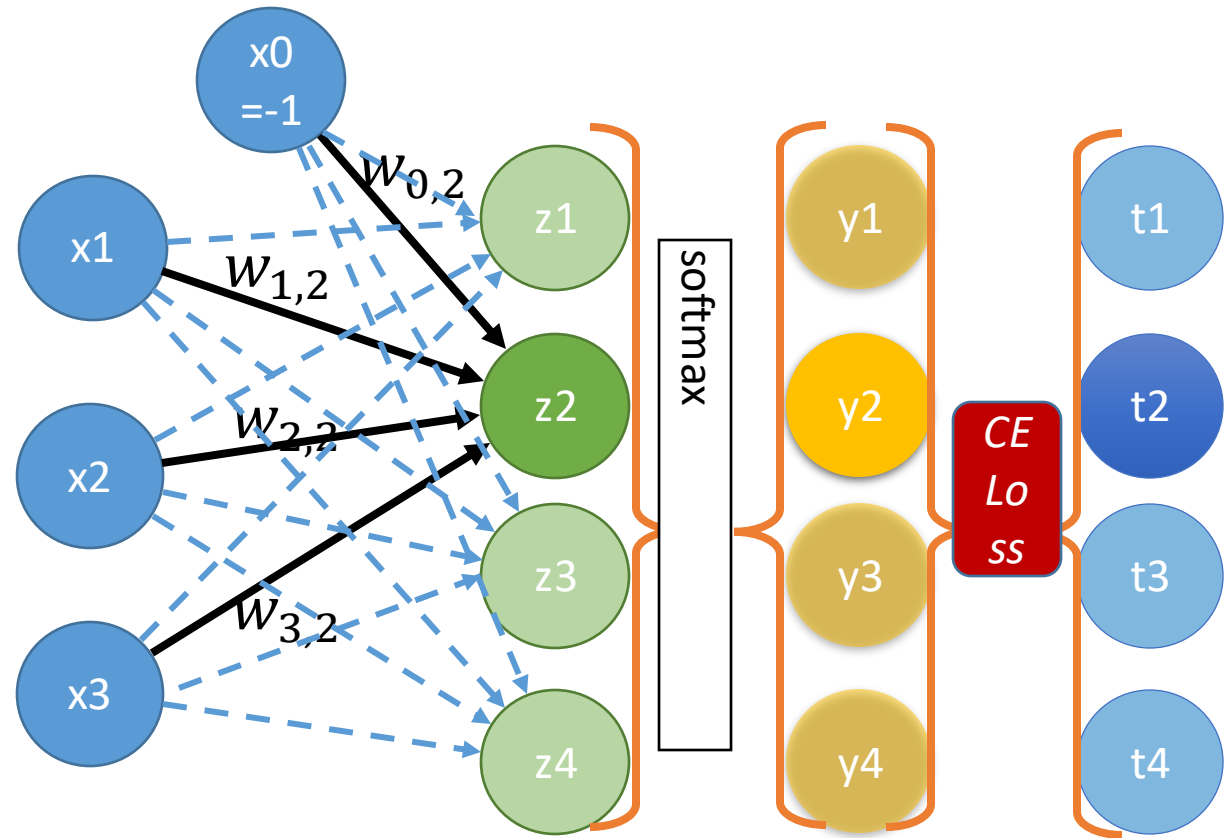 x0
=-1
x1
x2
x3
w0,2
w1,2
w2,2
w3,2
z1
z2
z3
z4
softmax
y1
y2
y3
y4
CE
Lo
ss
t1
t2
t3
t4